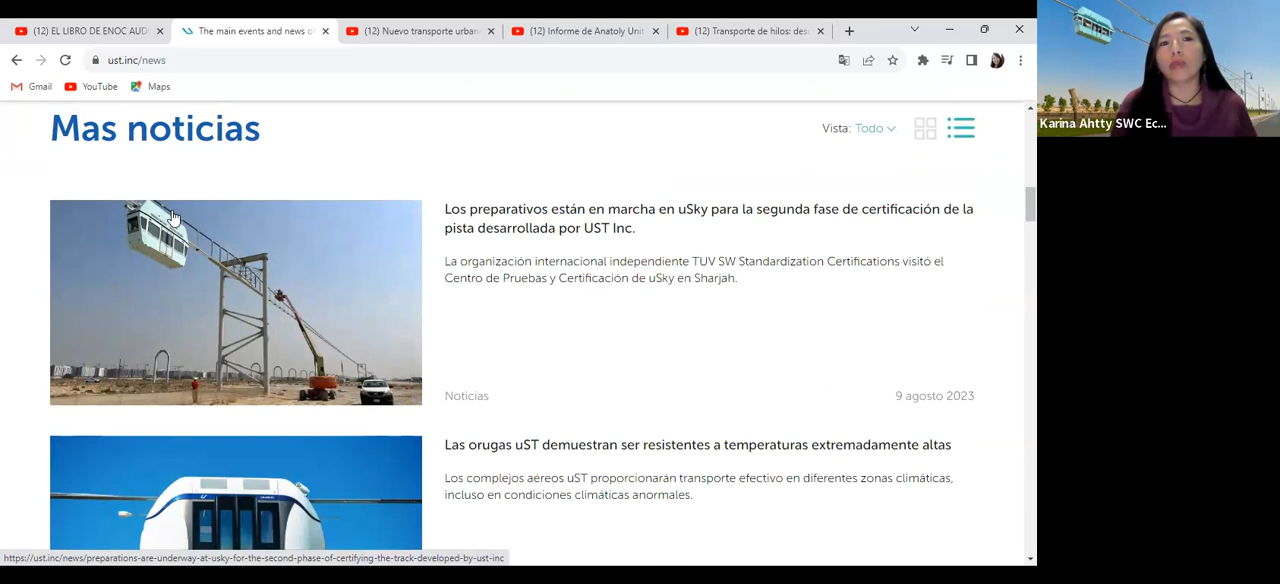 (12) EL LIBRO DE ENOC AUD
The main events and news o
(12) Nuevo transporte urban
(12) Informe de Anatoly Unit
(12) Transporte de hilos: des
ust.inc/news
Gmail
YouTube
Maps
Karina Ahtty SWC Ec...
Mas noticias
Vista: Todo
Los preparativos están en marcha en uSky para la segunda fase de certificación de la
pista desarrollada por UST Inc.
La organización internacional independiente TUV SW Standardization Certifications visitó el
Centro de Pruebas y Certificación de uSky en Sharjah.
Noticias
9 agosto 2023
Las orugas uST demuestran ser resistentes a temperaturas extremadamente altas
Los complejos aéreos uST proporcionarán transporte efectivo en diferentes zonas climáticas,
incluso en condiciones climáticas anormales.
https://ust.inc/news/preparations-are-underway-at-usky-for-the-second-phase-of-certifying-the-track-developed-by-ust-inc